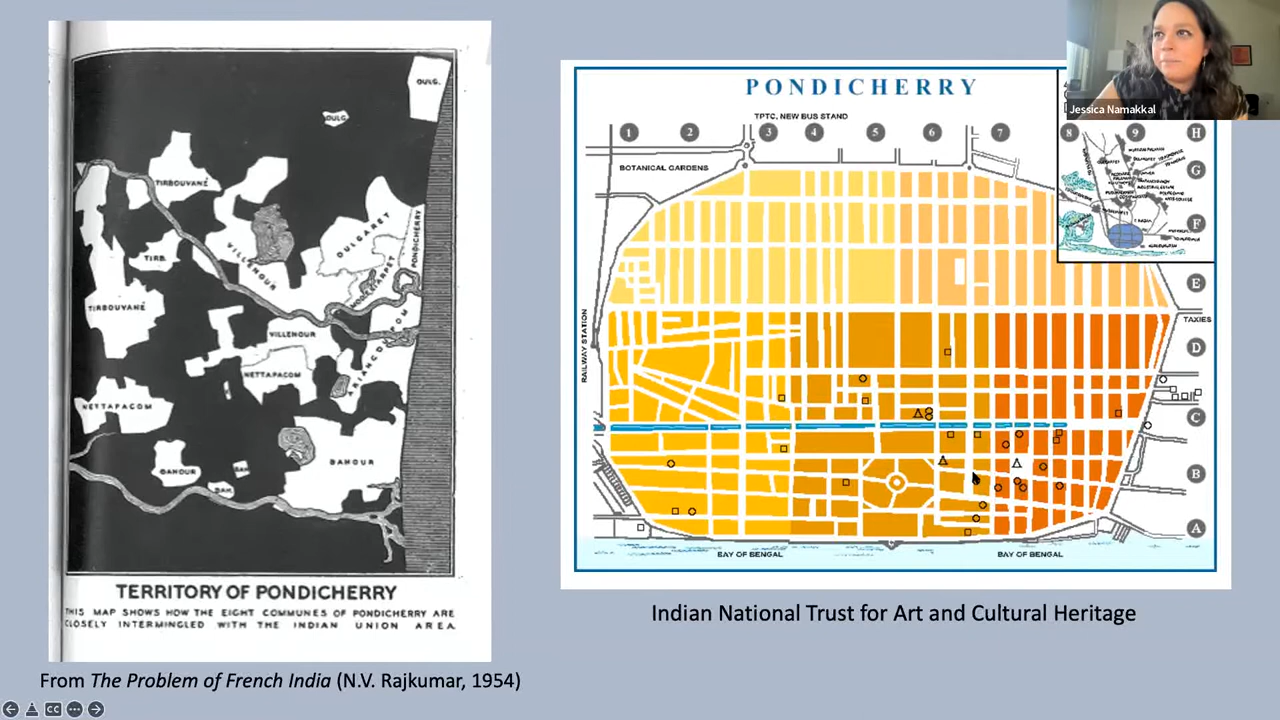 OULG.
OULG.
TIRBOUVANÉ
OULGARET
PONDICHERRY
VILLENOUR
TIRB.
TIRBOUVANÉ
VILLENOUR
NETTAPACOM
NETTAPACOM
BAHOUR
BAH.
BAHOUR
BAH.
TERRITORY OF PONDICHERRY
THIS MAP SHOWS HOW THE EIGHT COMMUNES OF PONDICHERRY ARE
CLOSELY INTERMINGLED WITH THE INDIAN UNION AREA.
From The Problem of French India (N.V. Rajkumar, 1954)
PONDICHERRY
TPTC, NEW BUS STAND
1 2 3 4 5 6 7 8 9 H
BOTANICAL GARDENS
G
F
E
TAXIES
RAILWAY STATION
D
C
B
A
BAY OF BENGAL
BAY OF BENGAL
Indian National Trust for Art and Cultural Heritage
Jessica Namakkal
CC